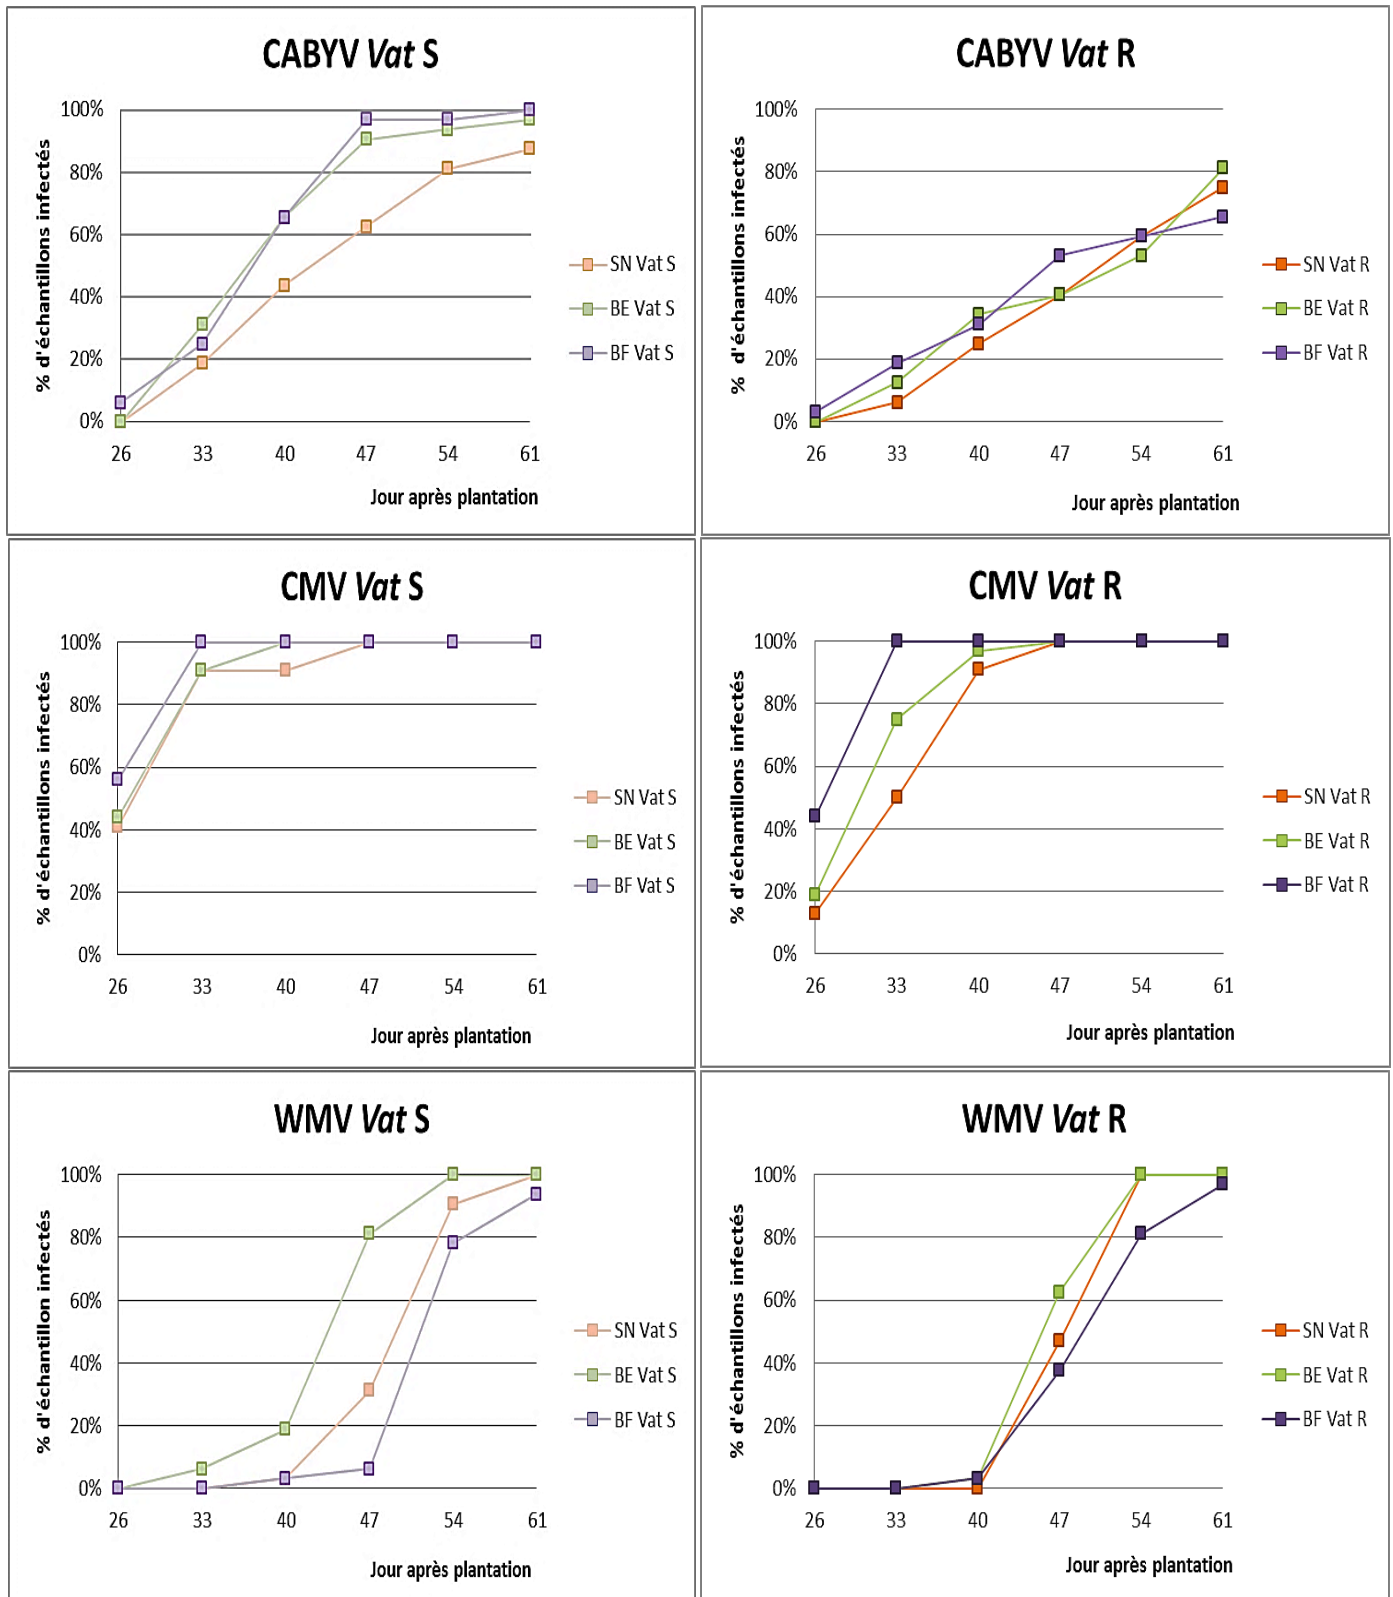 CABYV Vat S
% d'échantillons infectés
100%
80%
60%
40%
20%
0%
26 33 40 47 54 61
Jour après plantation
SN Vat S
BE Vat S
BF Vat S
CABYV Vat R
% d'échantillons infectés
100%
80%
60%
40%
20%
0%
26 33 40 47 54 61
Jour après plantation
SN Vat R
BE Vat R
BF Vat R
CMV Vat S
% d'échantillons infectés
100%
80%
60%
40%
20%
0%
26 33 40 47 54 61
Jour après plantation
SN Vat S
BE Vat S
BF Vat S
CMV Vat R
% d'échantillons infectés
100%
80%
60%
40%
20%
0%
26 33 40 47 54 61
Jour après plantation
SN Vat R
BE Vat R
BF Vat R
WMV Vat S
% d'échantillon infectés
100%
80%
60%
40%
20%
0%
26 33 40 47 54 61
Jour après plantation
SN Vat S
BE Vat S
BF Vat S
WMV Vat R
% d'échantillons infectés
100%
80%
60%
40%
20%
0%
26 33 40 47 54 61
Jour après plantation
SN Vat R
BE Vat R
BF Vat R